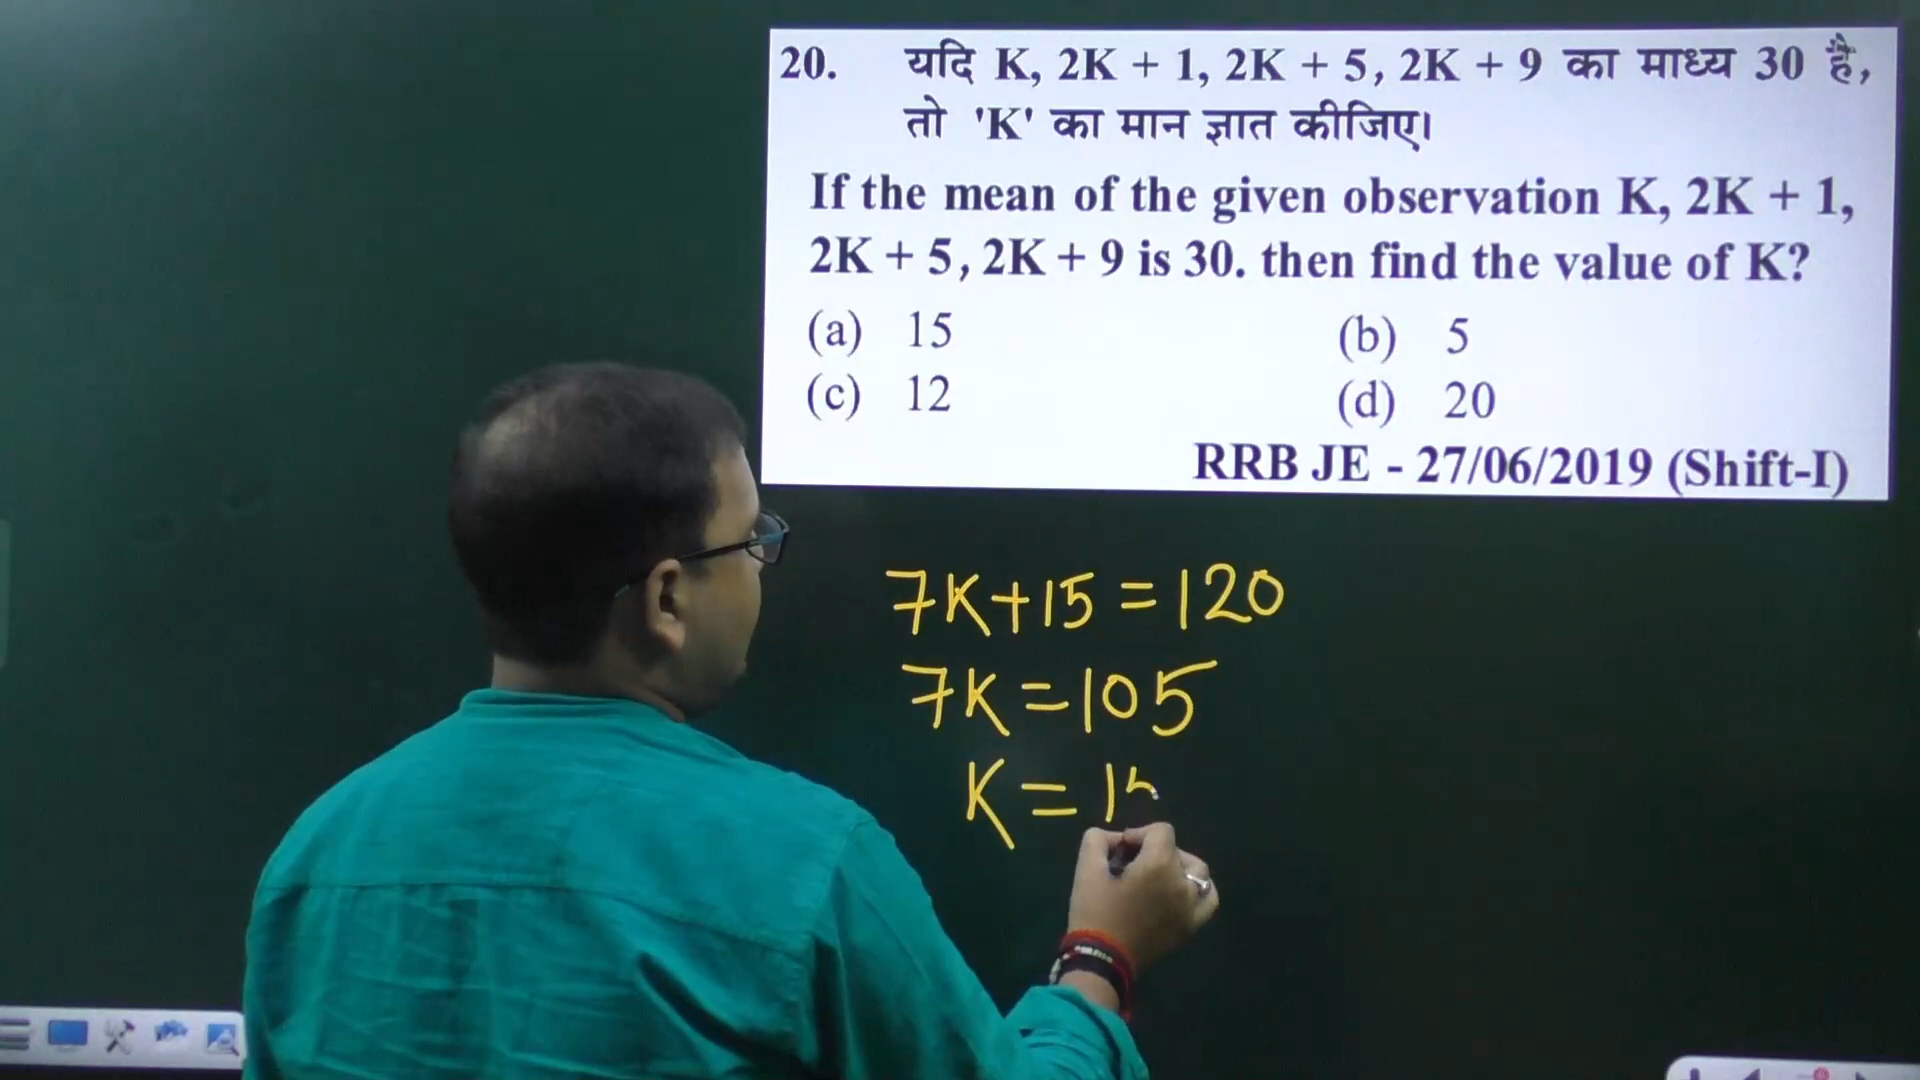 20. यदि K, 2K + 1, 2K + 5, 2K + 9 का माध्य 30 है,
तो 'K' का मान ज्ञात कीजिए।
If the mean of the given observation K, 2K + 1,
2K + 5, 2K + 9 is 30. then find the value of K?
(a) 15 (b) 5
(c) 12 (d) 20
RRB JE - 27/06/2019 (Shift-I)
7K+15=120
7K=105
K=15